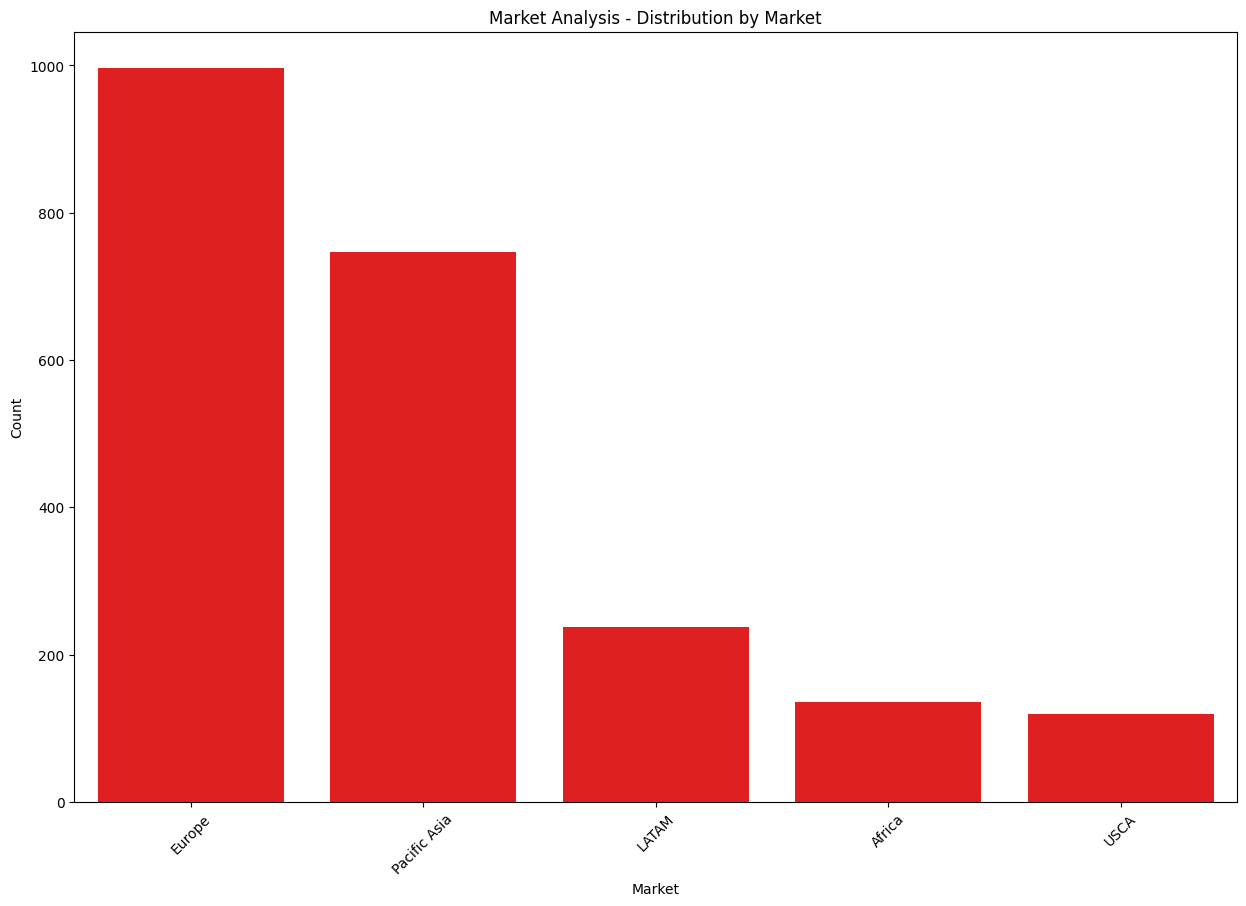 Market Analysis - Distribution by Market
1000
800
600
400
200
0
Count
Europe
Pacific Asia
LATAM
Africa
USCA
Market